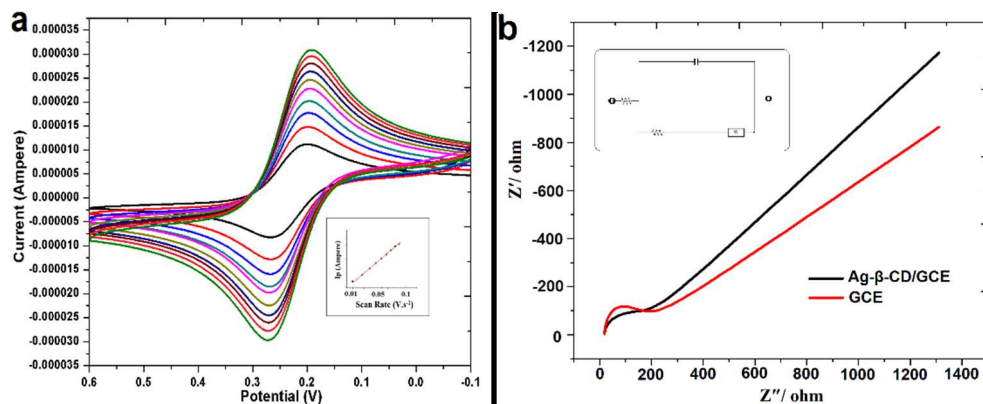 a
0.000035
0.000030
0.000025
0.000020
0.000015
0.000010
0.000005
0.000000
-0.000005
-0.000010
-0.000015
-0.000020
-0.000025
-0.000030
-0.000035
Current (Ampere)
0.6 0.5 0.4 0.3 0.2 0.1 0.0 -0.1
Potential (V)
Ip (Ampere)
0.01 0.05 0.1
Scan Rate (V.s⁻²)
b
-1200
-1000
-800
-600
-400
-200
0
Z'/ ohm
0 200 400 600 800 1000 1200 1400
Z''/ ohm
Ag-β-CD/GCE
GCE